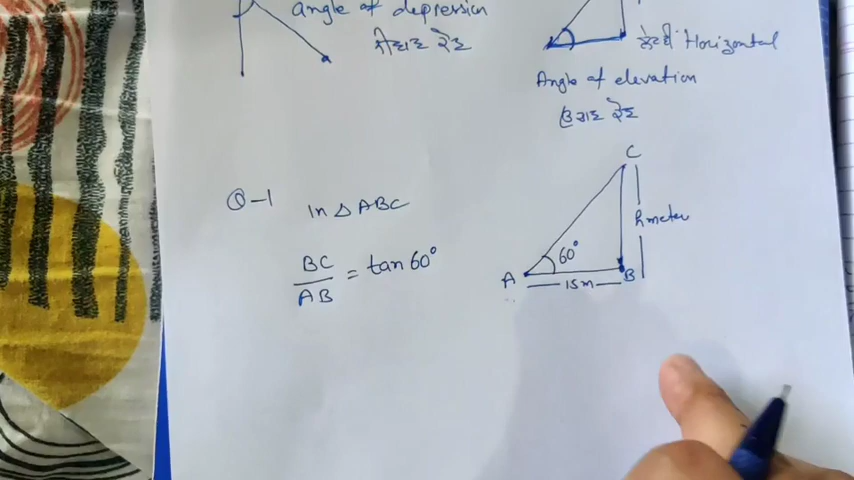 angle of depression
Horizontal
Angle of elevation
C
Q-1 In △ ABC
h meter
BC/AB = tan 60°
60°
A
B
15m